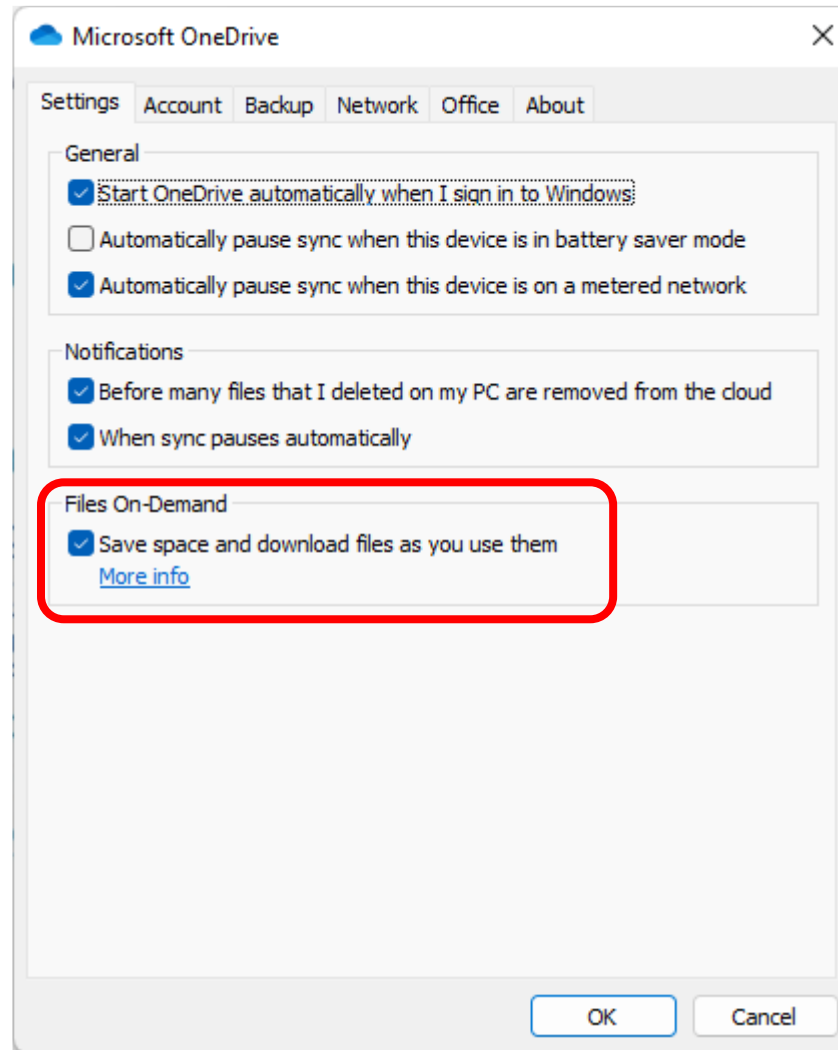 Microsoft OneDrive
Settings Account Backup Network Office About
General
Start OneDrive automatically when I sign in to Windows
Automatically pause sync when this device is in battery saver mode
Automatically pause sync when this device is on a metered network
Notifications
Before many files that I deleted on my PC are removed from the cloud
When sync pauses automatically
Files On-Demand
Save space and download files as you use them
More info
OK Cancel